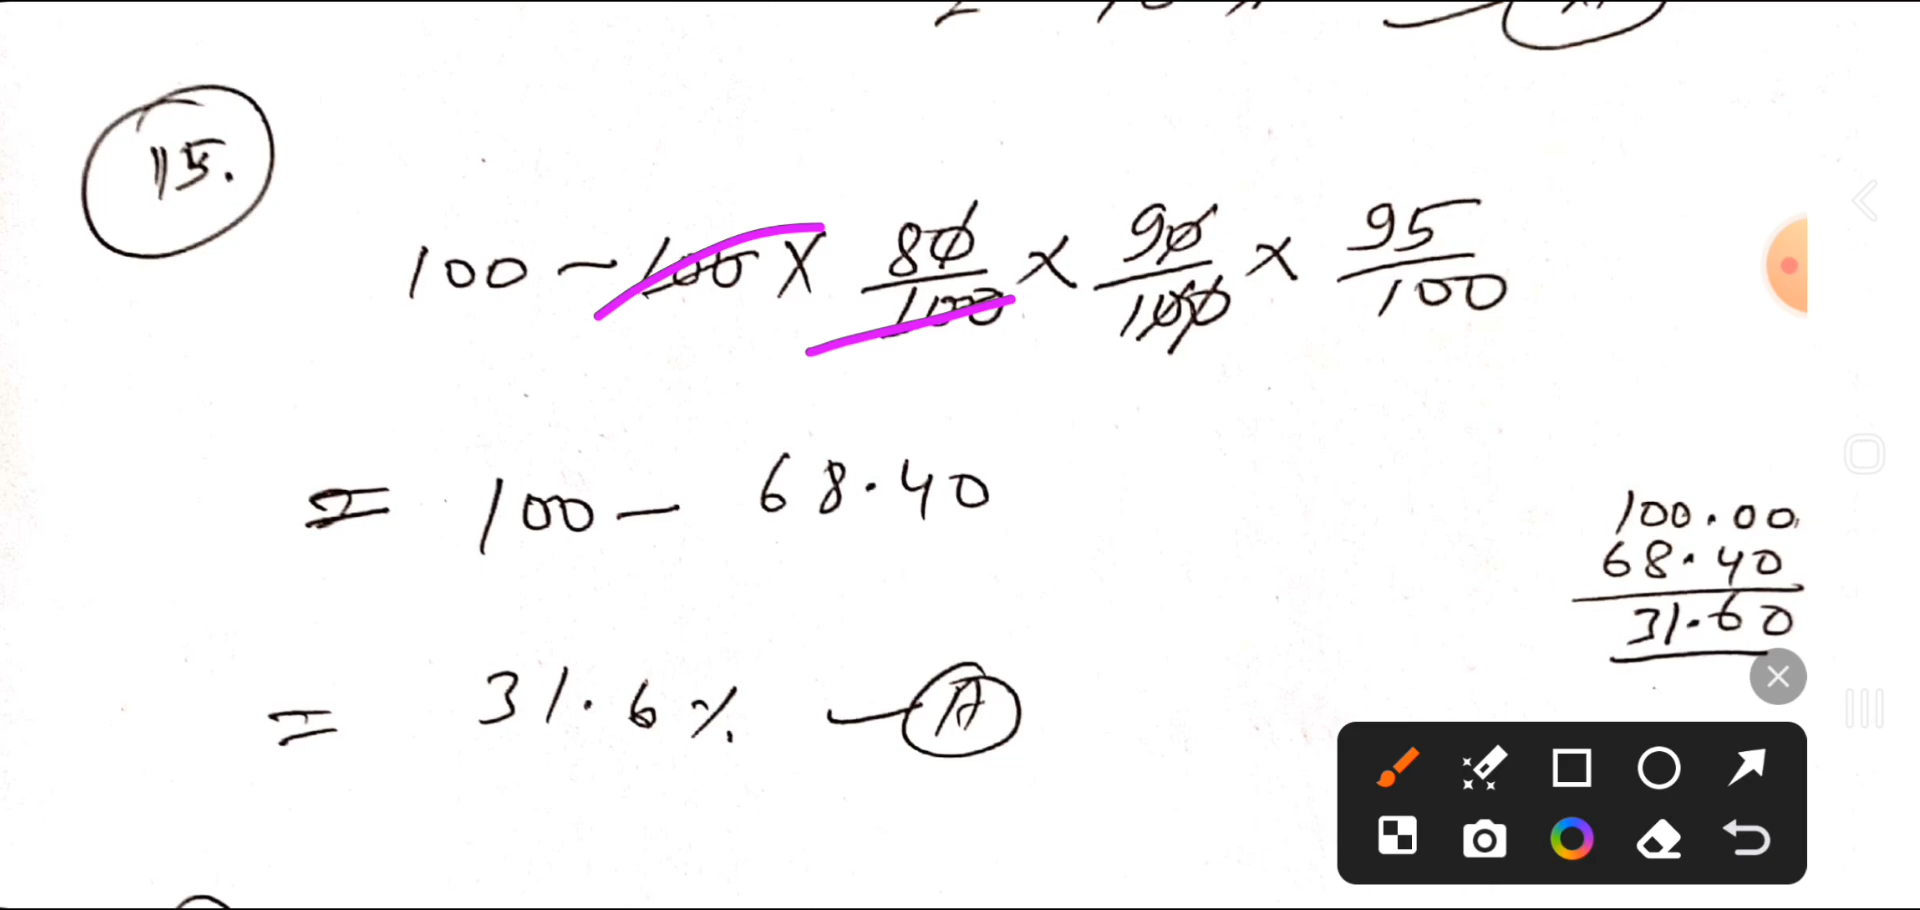 115.
100 - 100 × 80/100 × 90/100 × 95/100
= 100 - 68.40
100.00
68.40
31.60
= 31.6% - A